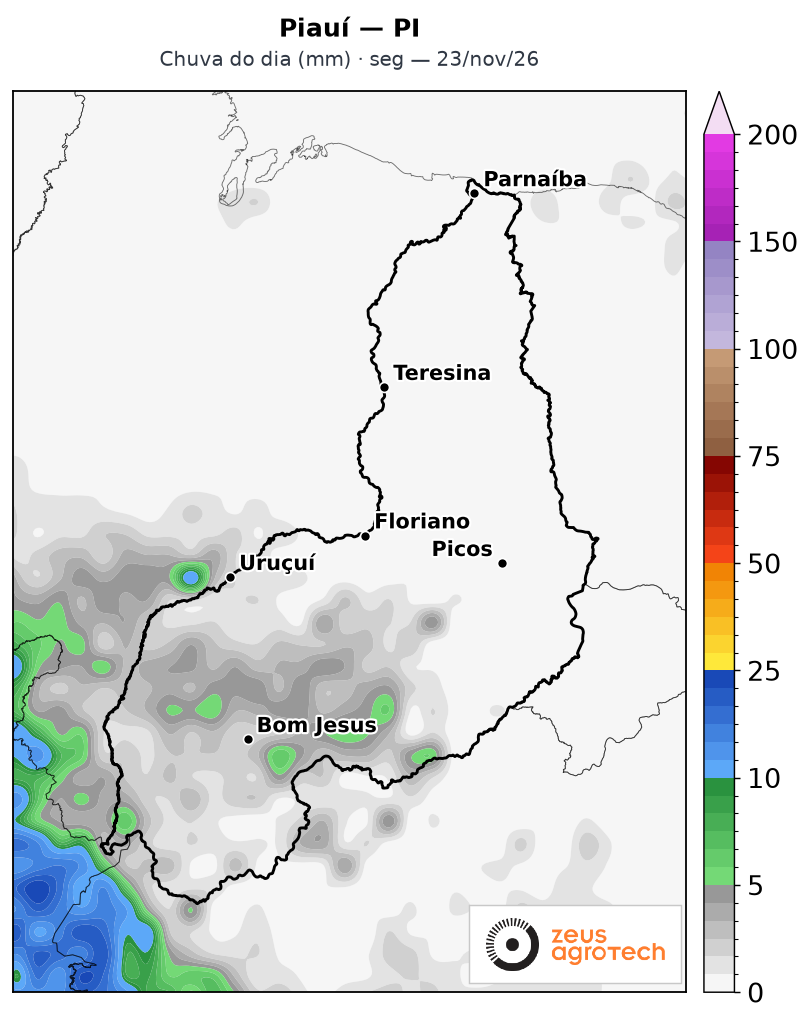 Piauí — PI
Chuva do dia (mm) · seg — 23/nov/26
Parnaíba
Teresina
Floriano
Picos
Uruçuí
Bom Jesus
200
150
100
75
50
25
10
5
0
zeus
agrotech